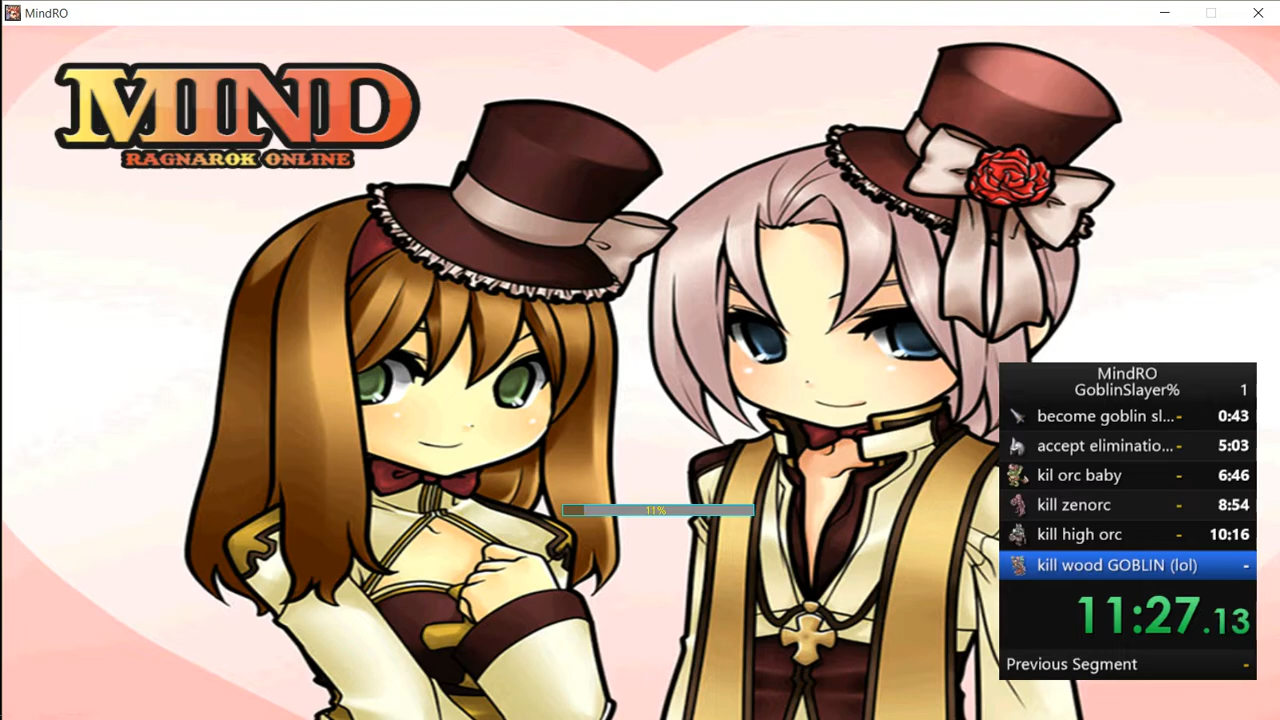 MindRO
MIND
RAGNAROK ONLINE
11%
MindRO
GoblinSlayer% 1
become goblin sl... - 0:43
accept eliminatio... - 5:03
kil orc baby - 6:46
kill zenorc - 8:54
kill high orc - 10:16
kill wood GOBLIN (lol) -
11:27.13
Previous Segment -